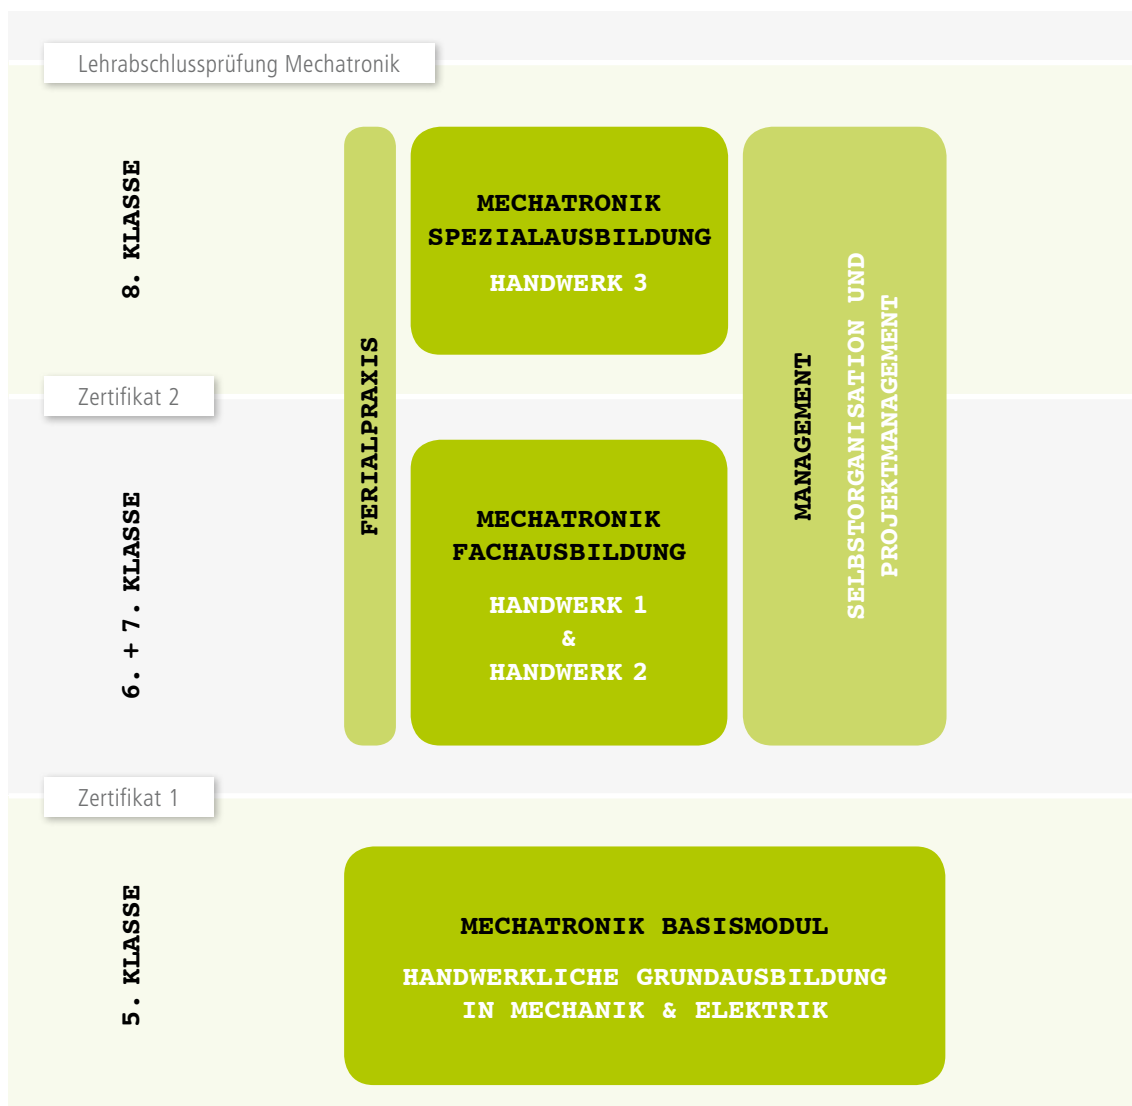 Lehrabschlussprüfung Mechatronik
8. KLASSE
FERIALPRAXIS
MECHATRONIK
SPEZIALAUSBILDUNG
HANDWERK 3
MANAGEMENT
SELBSTORGANISATION UND
PROJEKTMANAGEMENT
Zertifikat 2
6. + 7. KLASSE
MECHATRONIK
FACHAUSBILDUNG
HANDWERK 1
&
HANDWERK 2
Zertifikat 1
5. KLASSE
MECHATRONIK BASISMODUL
HANDWERKLICHE GRUNDAUSBILDUNG
IN MECHANIK & ELEKTRIK